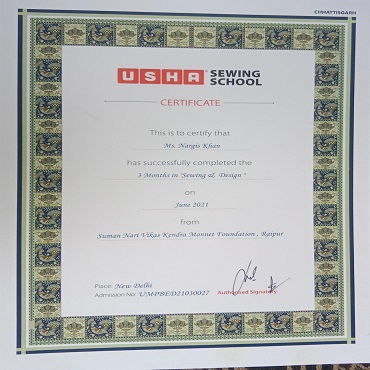 CHHATTISGARH
USHA SEWING
SCHOOL
CERTIFICATE
This is to certify that
Ms. Nargis Khan
has successfully completed the
3 Months in "Sewing & Design"
on
June 2021
from
Suman Nari Vikas Kendra Monnet Foundation, Raipur
Place: New Delhi
Admission No: UM/PBED21030027 Authorised Signatory